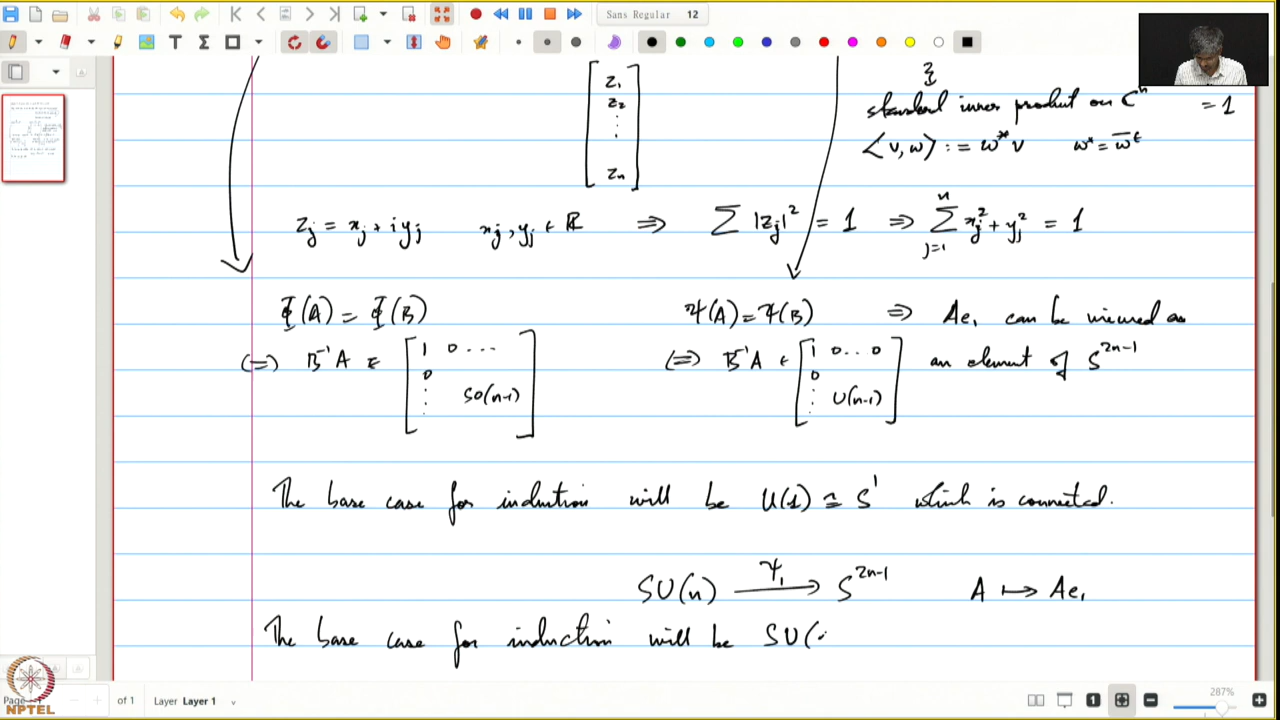 Sans Regular 12
[ z₁ z₂ ⋮ zₙ ]
standard inner product on ℂⁿ = 1
⟨v, w⟩ := w* v    w* = w̄ᵗ
zⱼ = xⱼ + i yⱼ    xⱼ, yⱼ ∈ ℝ ⇒ ∑ |zⱼ|² = 1 ⇒ ∑ⱼ₌₁ⁿ xⱼ² + yⱼ² = 1
Φ(A) = Φ(B)    Ψ(A) = Ψ(B) ⇒ Ae₁ can be viewed as
⇔ B⁻¹A ∈ [ 1 0 ... 0 ⋮ SO(n-1) ]    ⇔ B⁻¹A ∈ [ 1 0...0 0 ⋮ U(n-1) ] an element of S²ⁿ⁻¹
The base case for induction will be U(1) ≅ S¹ which is connected.
SU(n) —Ψ₁→ S²ⁿ⁻¹    A ↦ Ae₁
The base case for induction will be SU(
NPTEL
Page
of 1 Layer Layer 1
287%